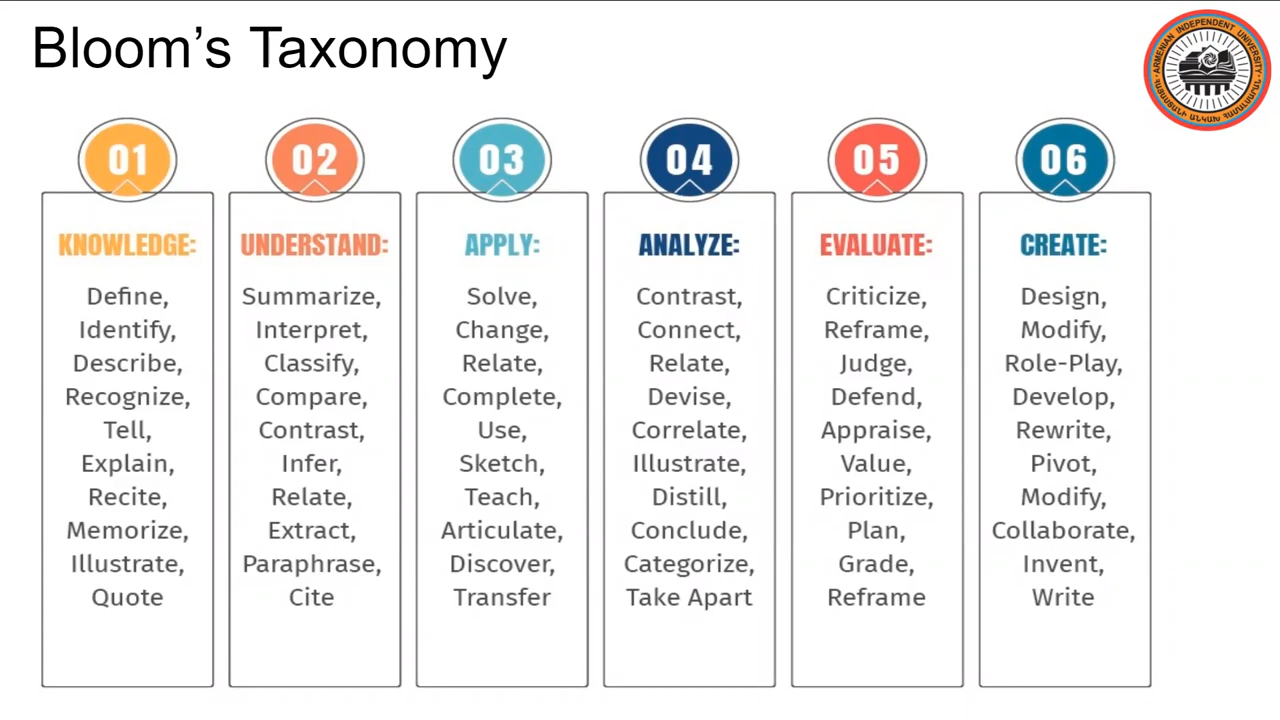 Bloom’s Taxonomy
ARMENIAN INDEPENDENT UNIVERSITY
ՀԱՅԱՍՏԱՆԻ ԱՆԿԱԽ ՀԱՄԱԼՍԱՐԱՆ
01
KNOWLEDGE:
Define,
Identify,
Describe,
Recognize,
Tell,
Explain,
Recite,
Memorize,
Illustrate,
Quote
02
UNDERSTAND:
Summarize,
Interpret,
Classify,
Compare,
Contrast,
Infer,
Relate,
Extract,
Paraphrase,
Cite
03
APPLY:
Solve,
Change,
Relate,
Complete,
Use,
Sketch,
Teach,
Articulate,
Discover,
Transfer
04
ANALYZE:
Contrast,
Connect,
Relate,
Devise,
Correlate,
Illustrate,
Distill,
Conclude,
Categorize,
Take Apart
05
EVALUATE:
Criticize,
Reframe,
Judge,
Defend,
Appraise,
Value,
Prioritize,
Plan,
Grade,
Reframe
06
CREATE:
Design,
Modify,
Role-Play,
Develop,
Rewrite,
Pivot,
Modify,
Collaborate,
Invent,
Write